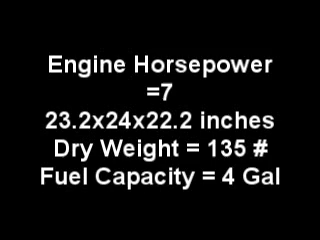 Engine Horsepower
=7
23.2x24x22.2 inches
Dry Weight = 135 #
Fuel Capacity = 4 Gal